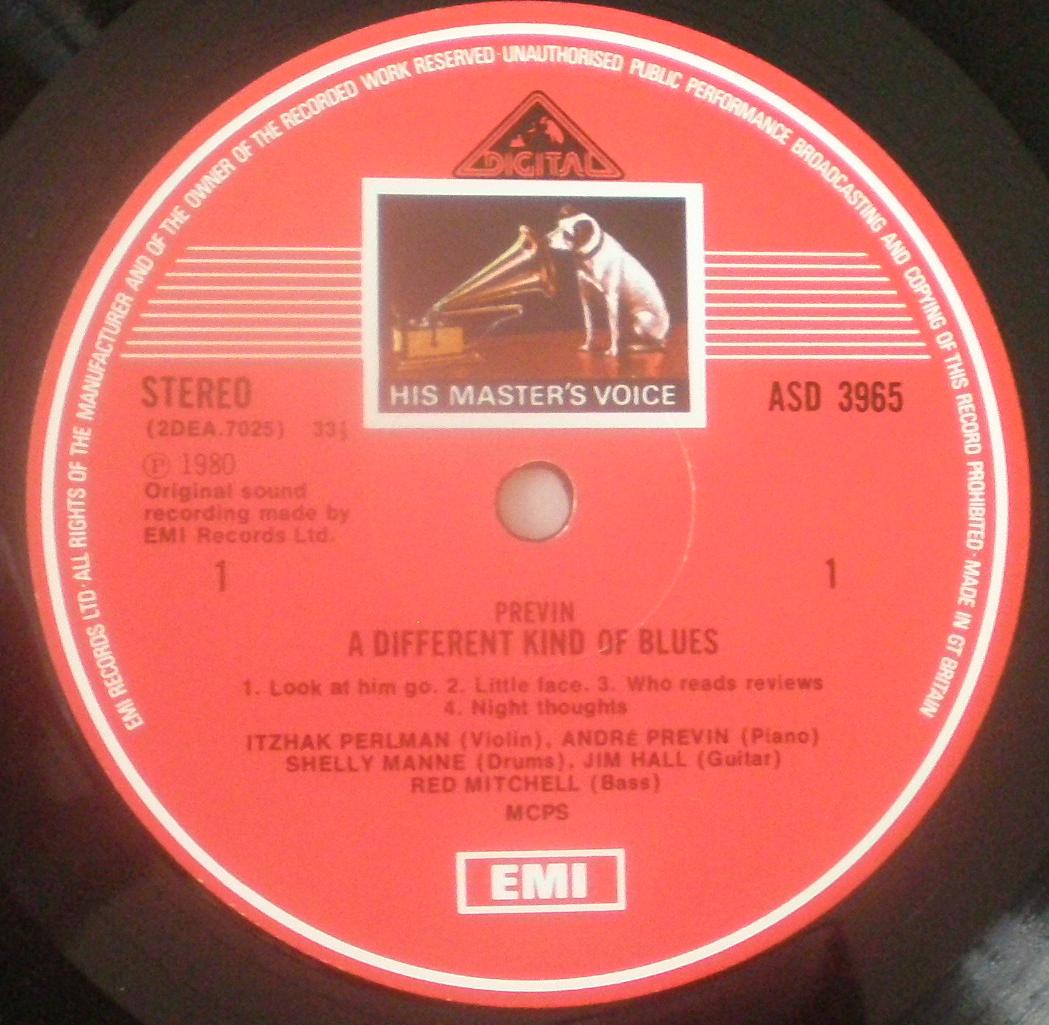 EMI RECORDS LTD · ALL RIGHTS OF THE MANUFACTURER AND OF THE OWNER OF THE RECORDED WORK RESERVED · UNAUTHORISED PUBLIC PERFORMANCE BROADCASTING AND COPYING OF THIS RECORD PROHIBITED · MADE IN GT BRITAIN
DIGITAL
HIS MASTER'S VOICE
STEREO
ASD 3965
(2DEA.7025) 33⅓
℗ 1980
Original sound
recording made by
EMI Records Ltd.
1
1
PREVIN
A DIFFERENT KIND OF BLUES
1. Look at him go. 2. Little face. 3. Who reads reviews
4. Night thoughts
ITZHAK PERLMAN (Violin), ANDRÉ PREVIN (Piano)
SHELLY MANNE (Drums), JIM HALL (Guitar)
RED MITCHELL (Bass)
MCPS
EMI